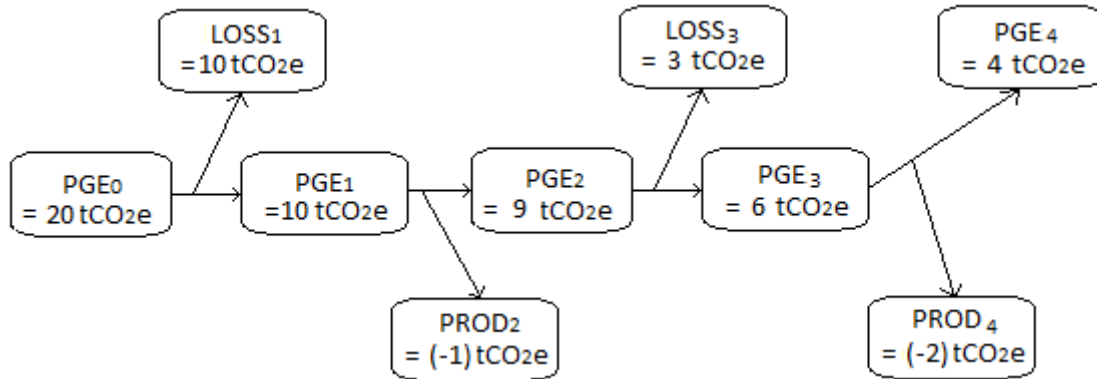 LOSS₁
=10 tCO₂e
LOSS₃
= 3 tCO₂e
PGE₄
= 4 tCO₂e
PGE₀
= 20 tCO₂e
PGE₁
=10 tCO₂e
PGE₂
= 9 tCO₂e
PGE₃
= 6 tCO₂e
PROD₂
= (-1) tCO₂e
PROD₄
= (-2) tCO₂e